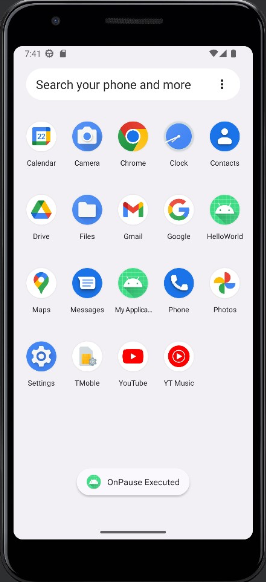 7:41
Search your phone and more
22
Calendar Camera Chrome Clock Contacts
Drive Files Gmail Google HelloWorld
Maps Messages My Applica... Phone Photos
Settings TMoble YouTube YT Music
OnPause Executed